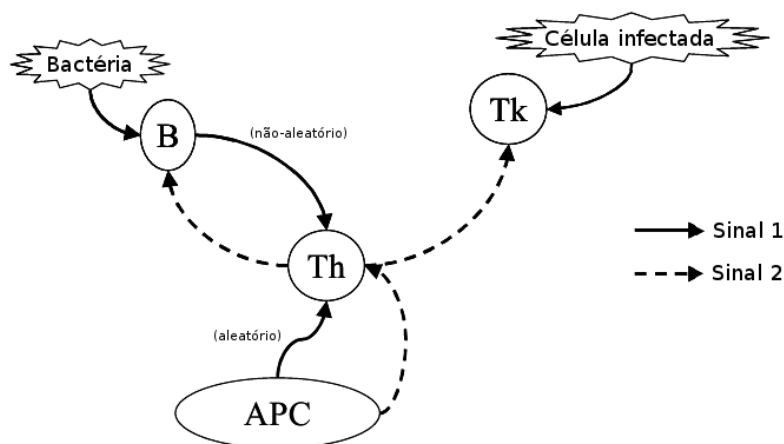 Célula infectada
Bactéria
Tk
B
(não-aleatório)
Sinal 1
Th
Sinal 2
(aleatório)
APC